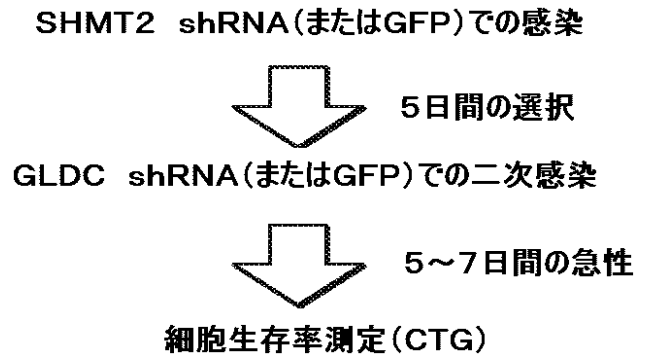 SHMT2 shRNA(またはGFP)での感染
5日間の選択
GLDC shRNA(またはGFP)での二次感染
5～7日間の急性
細胞生存率測定(CTG)